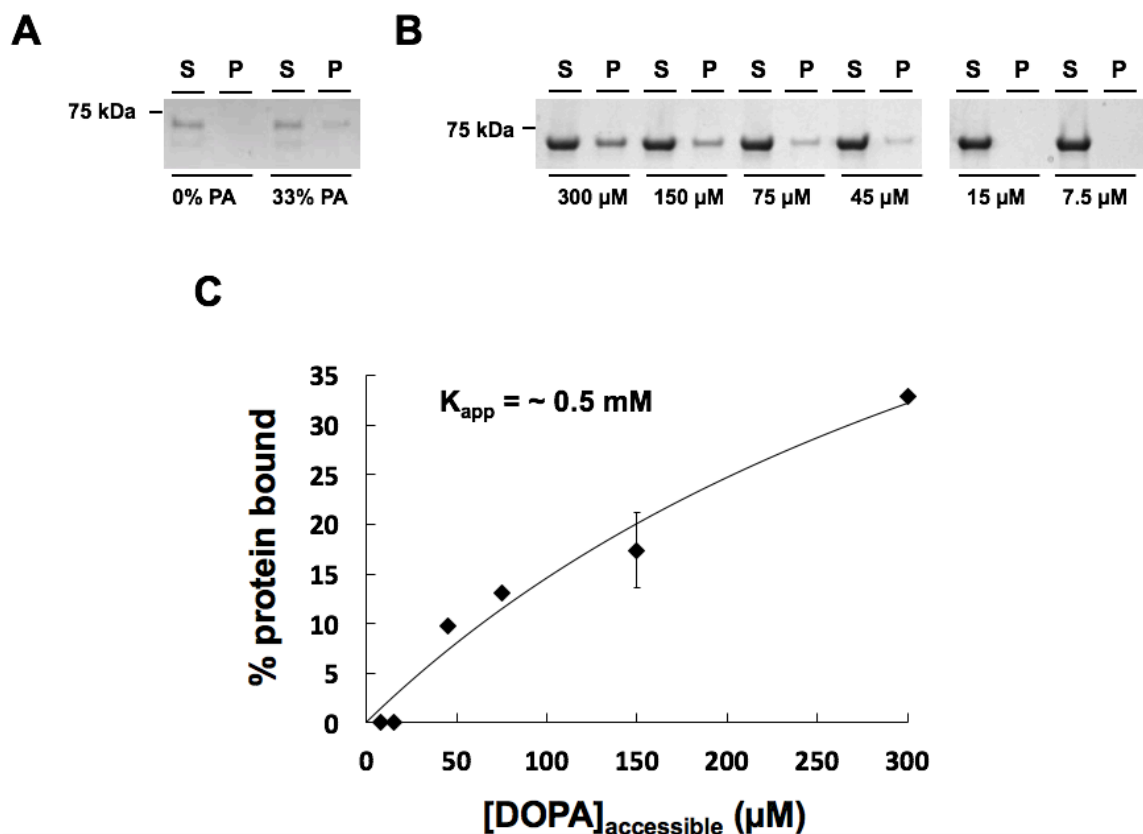 A
S P S P
75 kDa
0% PA 33% PA
B
S P S P S P S P S P S P
75 kDa
300 µM 150 µM 75 µM 45 µM 15 µM 7.5 µM
C
K_app = ~ 0.5 mM
% protein bound
35
30
25
20
15
10
5
0
0 50 100 150 200 250 300
[DOPA]accessible (µM)